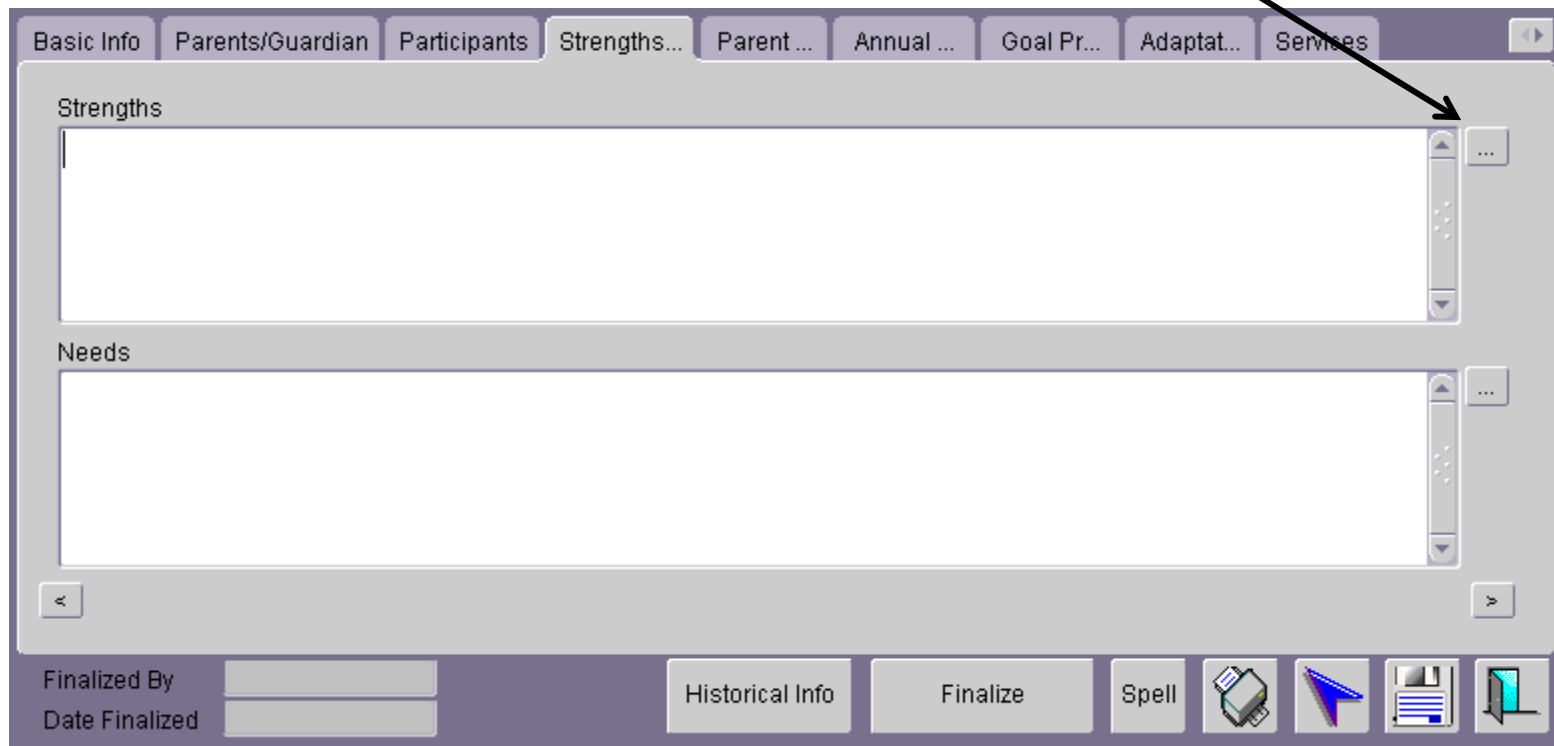 Basic Info Parents/Guardian Participants Strengths... Parent ... Annual ... Goal Pr... Adaptat... Services
Strengths
...
Needs
...
< >
Finalized By
Date Finalized
Historical Info Finalize Spell